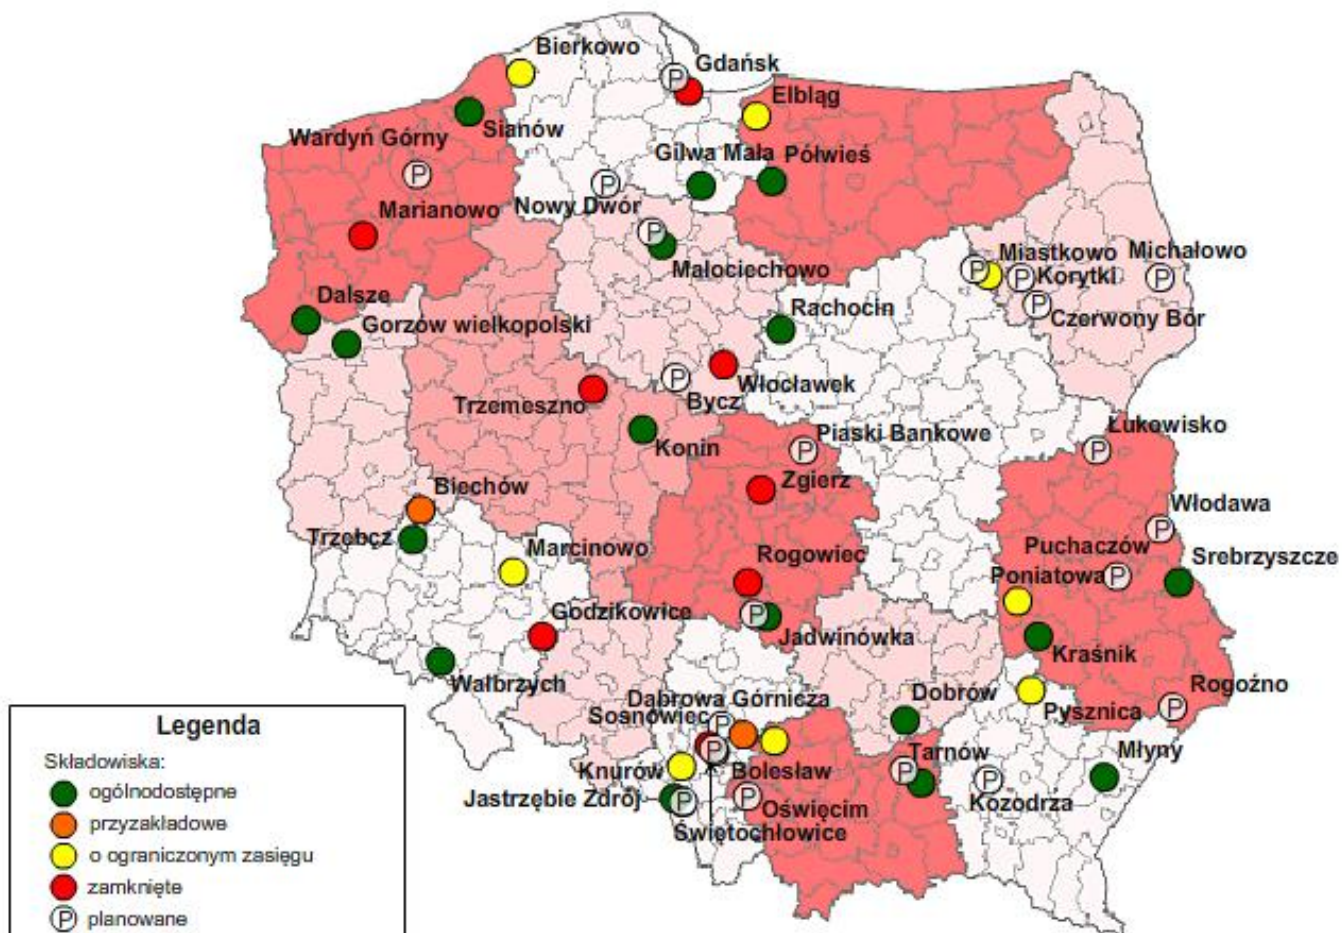 Bierkowo
Gdańsk
Elbląg
Sianów
Wardyń Górny
Gilwa Mała
Półwieś
P
P
Nowy Dwór
Marianowo
P
Miastkowo
Michałowo
P
P
P
Korytki
Małociechowo
P
Czerwony Bór
Dalsze
Rachocin
Gorzów wielkopolski
P
Włocławek
Bycz
Trzemeszno
Łukowisko
P
Piaski Bankowe
P
Konin
Zgierz
Biechów
Włodawa
P
Trzebcz
Marcinowo
Puchaczów
Srebrzyszcze
Rogowiec
Poniatowa
P
Godzikowice
P
Jadwinówka
Kraśnik
Wałbrzych
Rogoźno
P
Dąbrowa Górnicza
Dobrów
Pysznica
Sosnowiec
P
P
Tarnów
Młyny
Knurów
Bolesław
P
P
Jastrzębie Zdrój
P
P
Oświęcim
Kozodrza
Świętochłowice
Legenda
Składowiska:
ogólnodostępne
przyzakładowe
o ograniczonym zasięgu
zamknięte
P planowane